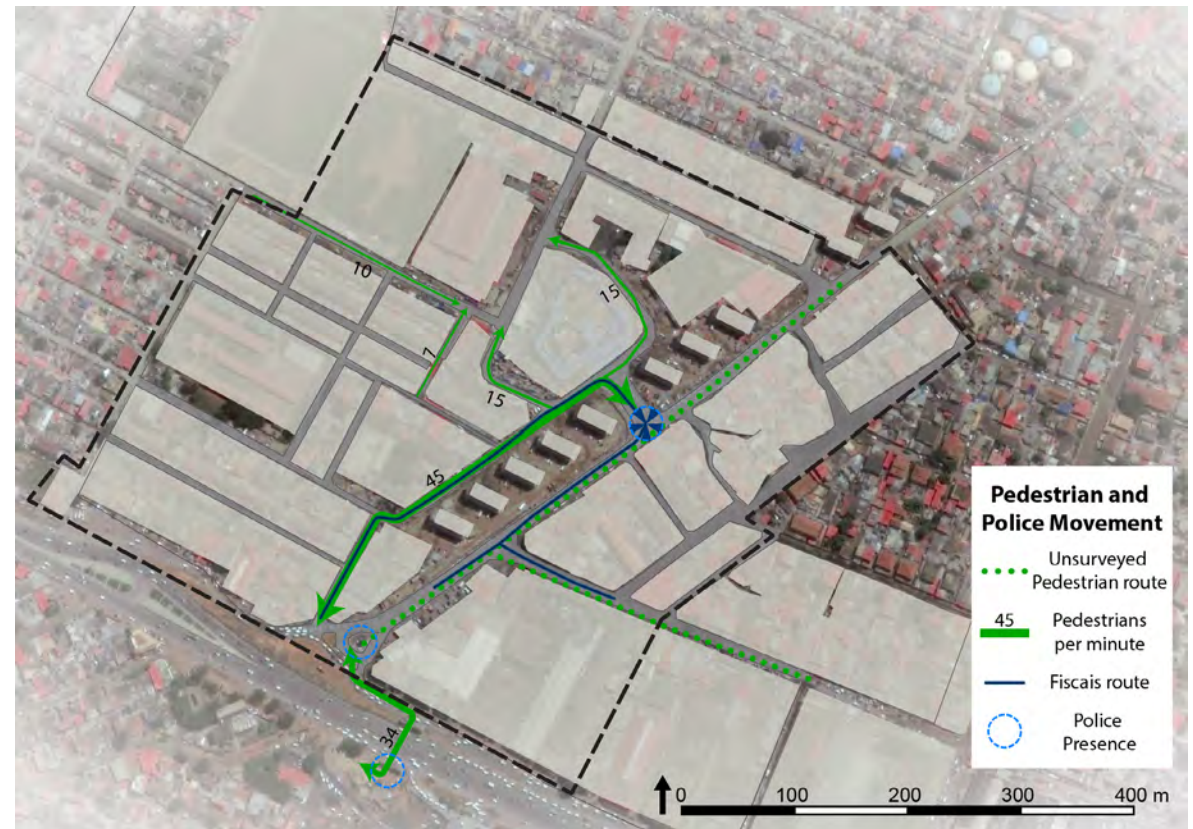 10
15
7
15
45
34
Pedestrian and
Police Movement
Unsurveyed
Pedestrian route
45
Pedestrians
per minute
Fiscais route
Police
Presence
0 100 200 300 400 m